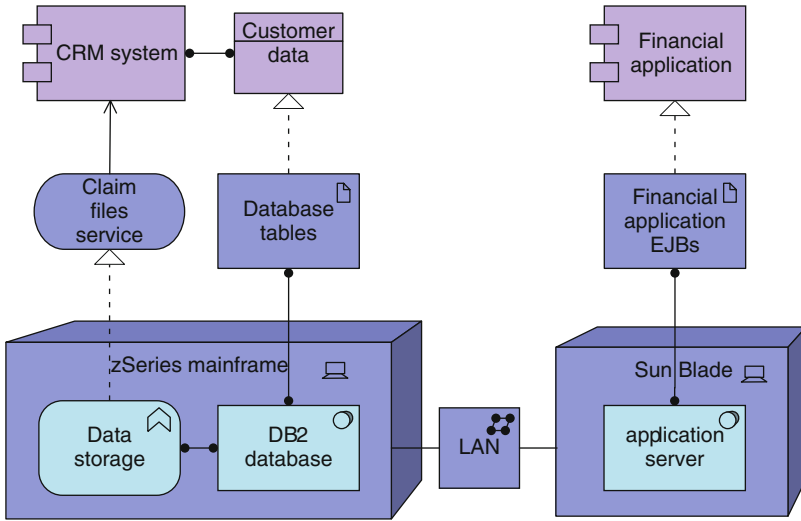 CRM system
Customer
data
Financial
application
Claim
files
service
Database
tables
Financial
application
EJBs
zSeries mainframe
Sun Blade
Data
storage
DB2
database
LAN
application
server